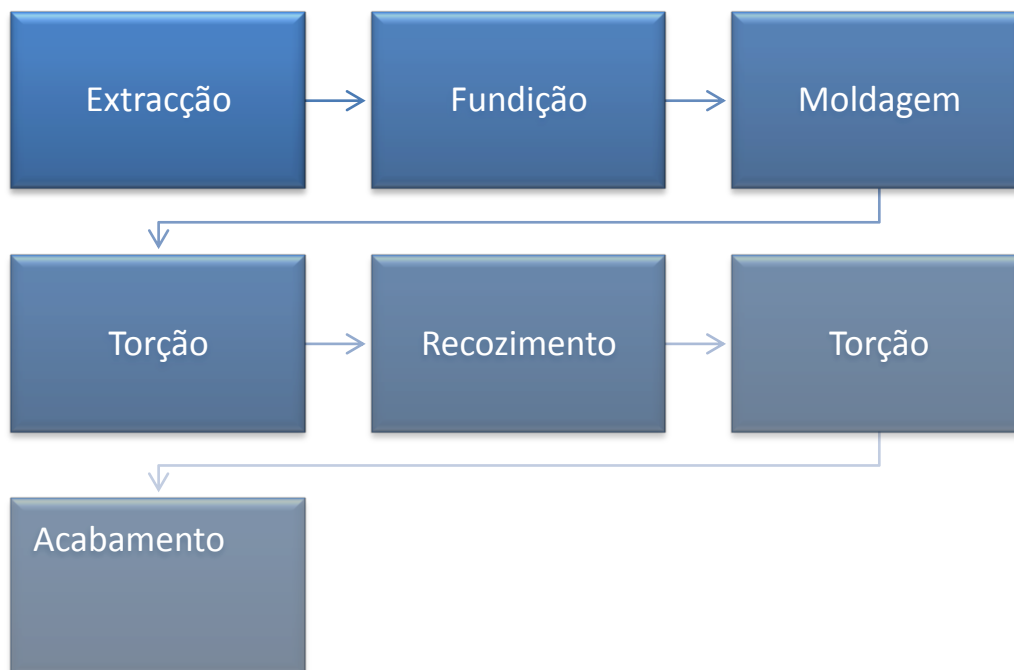 Extracção
Fundição
Moldagem
Torção
Recozimento
Torção
Acabamento